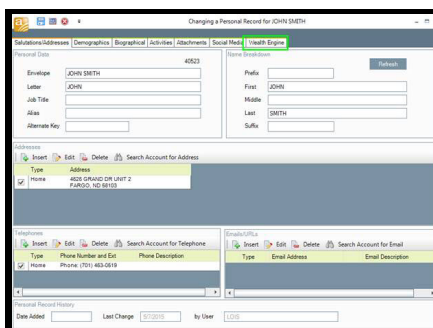 Changing a Personal Record for JOHN SMITH
Salutations/Addresses Demographics Biographical Activities Attachments Social Media Wealth Engine
Personal Data
40523
Envelope JOHN SMITH
Letter JOHN
Job Title
Alias
Alternate Key
Name Breakdown
Refresh
Prefix
First JOHN
Middle
Last SMITH
Suffix
Addresses
Insert Edit Delete Search Account for Address
Type Address
Home 4628 GRAND DR UNIT 2
FARGO, ND 58103
Telephones
Insert Edit Delete Search Account for Telephone
Type Phone Number and Ext Phone Description
Home Phone: (701) 453-0619
Emails/URLs
Insert Edit Delete Search Account for Email
Type Email Address Email Description
Personal Record History
Date Added Last Change 9/1/2015 by User LOIS